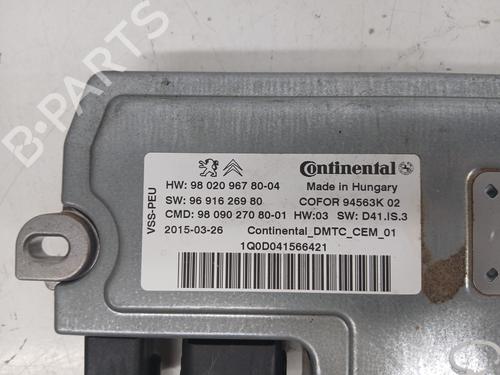 B-PARTS
Continental
HW: 98 020 967 80-04 Made in Hungary
SW: 96 916 269 80 COFOR 94563K 02
CMD: 98 090 270 80-01 HW:03 SW: D41.IS.3
2015-03-26 Continental_DMTC_CEM_01
1Q0D041566421
VSS-PEU